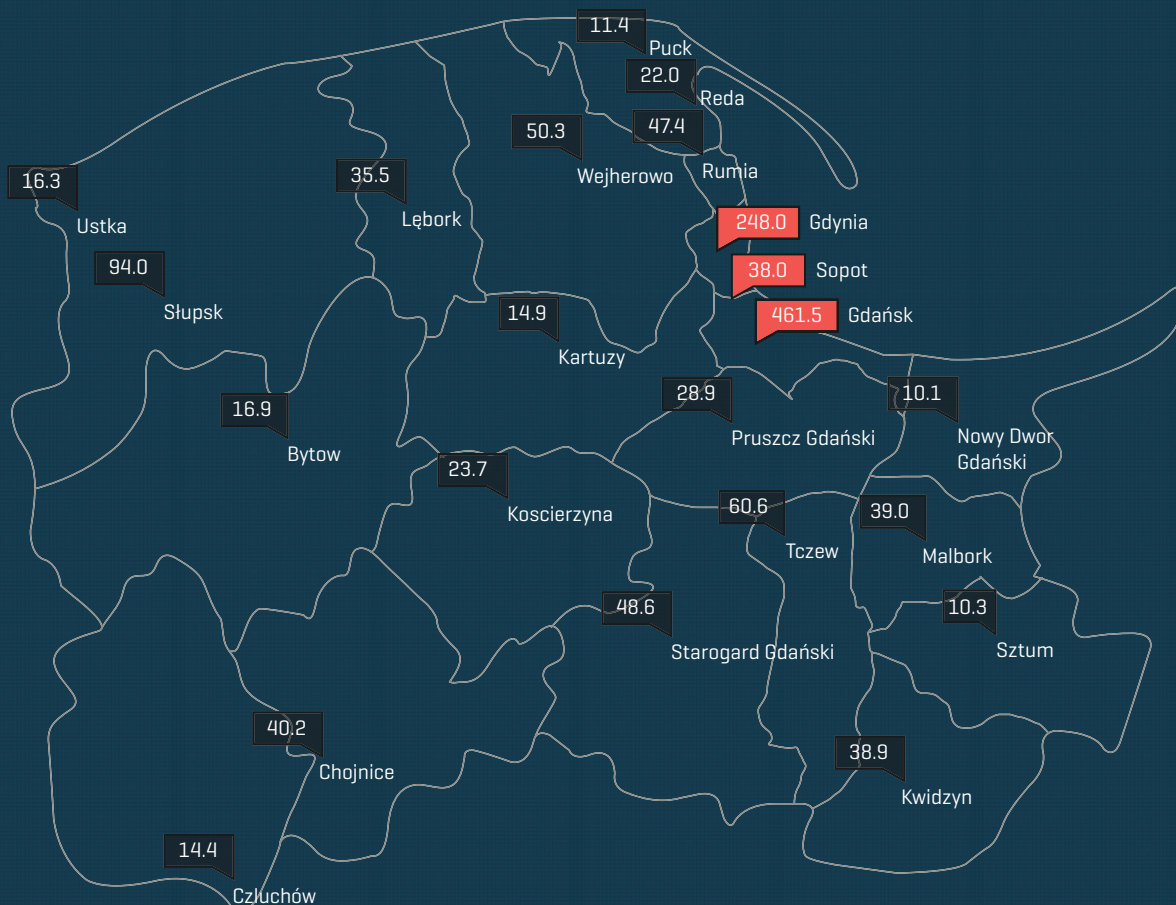 11.4
Puck
22.0
Reda
50.3
Wejherowo
47.4
Rumia
16.3
Ustka
35.5
Lębork
248.0
Gdynia
94.0
Słupsk
38.0
Sopot
14.9
Kartuzy
461.5
Gdańsk
16.9
Bytow
28.9
Pruszcz Gdański
10.1
Nowy Dwor
Gdański
23.7
Koscierzyna
60.6
Tczew
39.0
Malbork
48.6
Starogard Gdański
10.3
Sztum
40.2
Chojnice
38.9
Kwidzyn
14.4
Czluchów